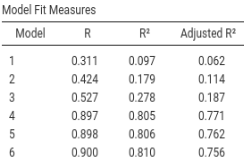 Model Fit Measures
Model R R² Adjusted R²
1 0.311 0.097 0.062
2 0.424 0.179 0.114
3 0.527 0.278 0.187
4 0.897 0.805 0.771
5 0.898 0.806 0.762
6 0.900 0.810 0.756